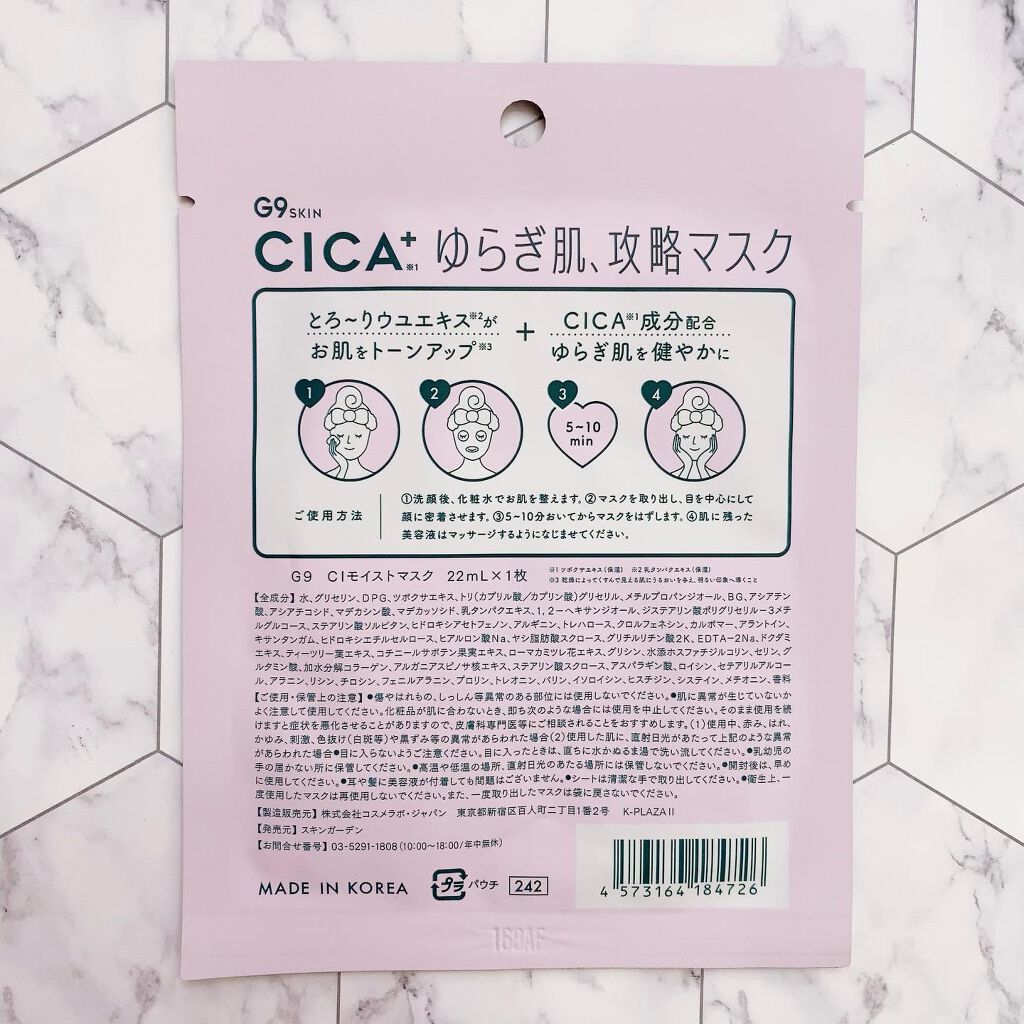 G9 SKIN
CICA+ ※1 ゆらぎ肌、攻略マスク
とろ〜りウユエキス※2が
お肌をトーンアップ※3
+
CICA※1成分配合
ゆらぎ肌を健やかに
1
2
3
5~10
min
4
ご使用方法
①洗顔後、化粧水でお肌を整えます。②マスクを取り出し、目を中心にして
顔に密着させます。③5~10分おいてからマスクをはずします。④肌に残った
美容液はマッサージするようになじませてください。
G9 CIモイストマスク 22mL×1枚
※1 ツボクサエキス(保湿) ※2 乳タンパクエキス(保湿)
※3 乾燥によってくすんで見える肌にうるおいを与え、明るい印象へ導くこと
【全成分】水、グリセリン、DPG、ツボクサエキス、トリ(カプリル酸/カプリン酸)グリセリル、メチルプロパンジオール、BG、アシアチン
酸、アシアチコシド、マデカシン酸、マデカッソシド、乳タンパクエキス、1,2-ヘキサンジオール、ジステアリン酸ポリグリセリル-3メチ
ルグルコース、ステアリン酸ソルビタン、ヒドロキシアセトフェノン、アルギニン、トレハロース、クロルフェネシン、カルボマー、アラントイン、
キサンタンガム、ヒドロキシエチルセルロース、ヒアルロン酸Na、ヤシ脂肪酸スクロース、グリチルリチン酸2K、EDTA-2Na、ドクダミ
エキス、ティーツリー葉エキス、コチニールサボテン果実エキス、ローマカミツレ花エキス、グリシン、水添ホスファチジルコリン、セリン、グ
ルタミン酸、加水分解コラーゲン、アルガニアスピノサ核エキス、ステアリン酸スクロース、アスパラギン酸、ロイシン、セテアリルアルコー
ル、アラニン、リシン、チロシン、フェニルアラニン、プロリン、トレオニン、バリン、イソロイシン、ヒスチジン、システイン、メチオニン、香料
【ご使用・保管上の注意】●傷やはれもの、しっしん等異常のある部位には使用しないでください。●肌に異常が生じていないか
よく注意して使用してください。化粧品が肌に合わないとき、即ち次のような場合には使用を中止してください。そのまま使用を続
けますと症状を悪化させることがありますので、皮膚科専門医等にご相談されることをおすすめします。(1)使用中、赤み、はれ、
かゆみ、刺激、色抜け(白斑等)や黒ずみ等の異常があらわれた場合(2)使用した肌に、直射日光があたって上記のような異常
があらわれた場合●目に入らないようご注意ください。目に入ったときは、直ちに水かぬるま湯で洗い流してください。●乳幼児の
手の届かない所に保管してください。●高温や低温の場所、直射日光のあたる場所には保管しないでください。●開封後は、早め
に使用してください。●耳や髪に美容液が付着しても問題はございません。●シートは清潔な手で取り出してください。●衛生上、一
度使用したマスクは再使用しないでください。また、一度取り出したマスクは袋に戻さないでください。
【製造販売元】株式会社コスメラボ・ジャパン 東京都新宿区百人町二丁目1番2号 K-PLAZAⅡ
【発売元】スキンガーデン
【お問合せ番号】03-5291-1808(10:00~18:00/年中無休)
MADE IN KOREA
プラ パウチ 242
4 573164 184726
168AF